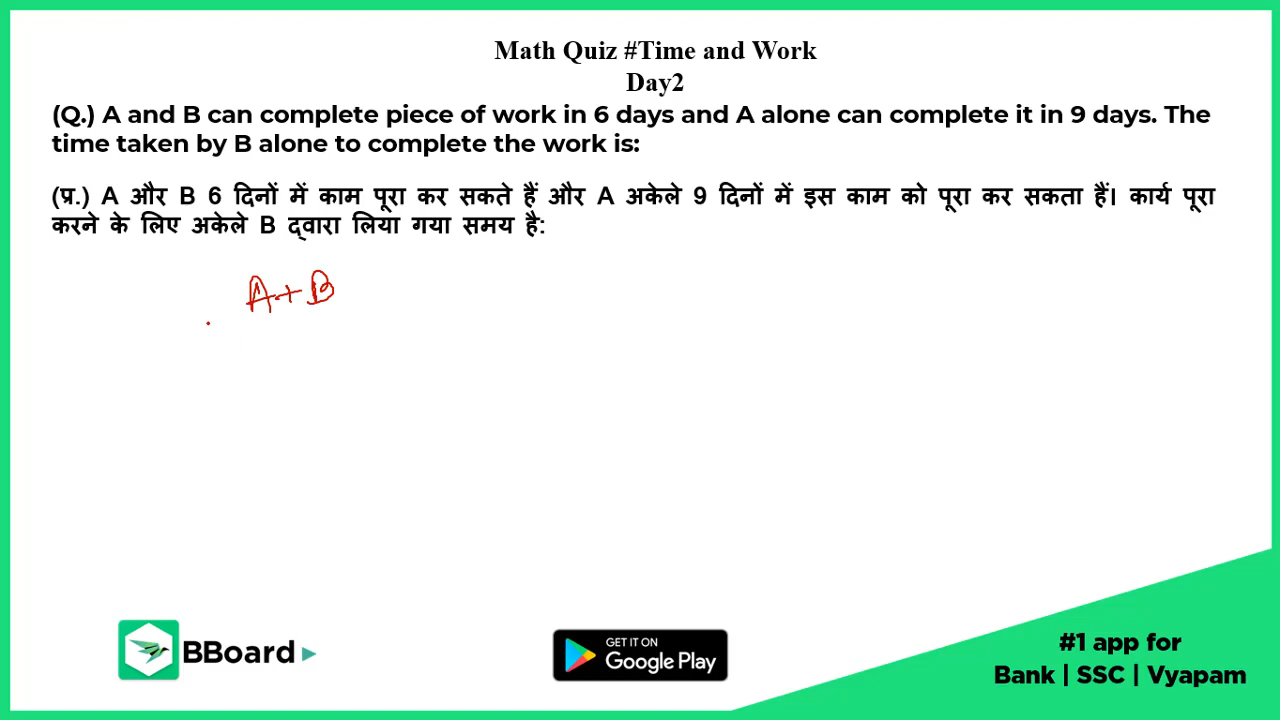 Math Quiz #Time and Work
Day2
(Q.) A and B can complete piece of work in 6 days and A alone can complete it in 9 days. The
time taken by B alone to complete the work is:
(प्र.) A और B 6 दिनों में काम पूरा कर सकते हैं और A अकेले 9 दिनों में इस काम को पूरा कर सकता हैं। कार्य पूरा
करने के लिए अकेले B द्वारा लिया गया समय है:
A+B
BBoard
GET IT ON
Google Play
#1 app for
Bank | SSC | Vyapam